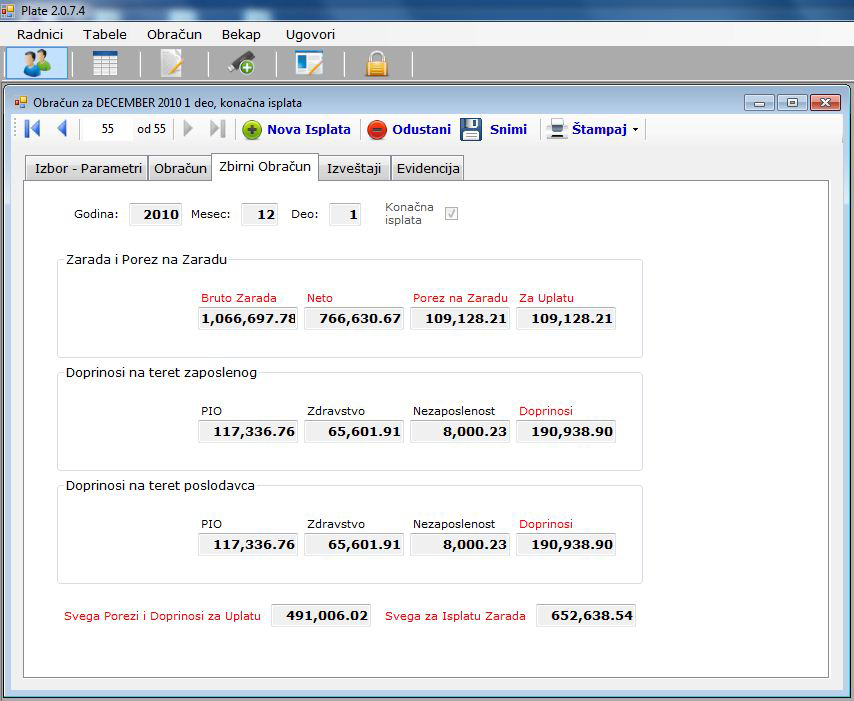 Plate 2.0.7.4
Radnici Tabele Obračun Bekap Ugovori
Obračun za DECEMBER 2010 1 deo, konačna isplata
55 od 55 Nova Isplata Odustani Snimi Štampaj
Izbor - Parametri Obračun Zbirni Obračun Izveštaji Evidencija
Godina: 2010 Mesec: 12 Deo: 1 Konačna
isplata
Zarada i Porez na Zaradu
Bruto Zarada Neto Porez na Zaradu Za Uplatu
1,066,697.78 766,630.67 109,128.21 109,128.21
Doprinosi na teret zaposlenog
PIO Zdravstvo Nezaposlenost Doprinosi
117,336.76 65,601.91 8,000.23 190,938.90
Doprinosi na teret poslodavca
PIO Zdravstvo Nezaposlenost Doprinosi
117,336.76 65,601.91 8,000.23 190,938.90
Svega Porezi i Doprinosi za Uplatu 491,006.02 Svega za Isplatu Zarada 652,638.54